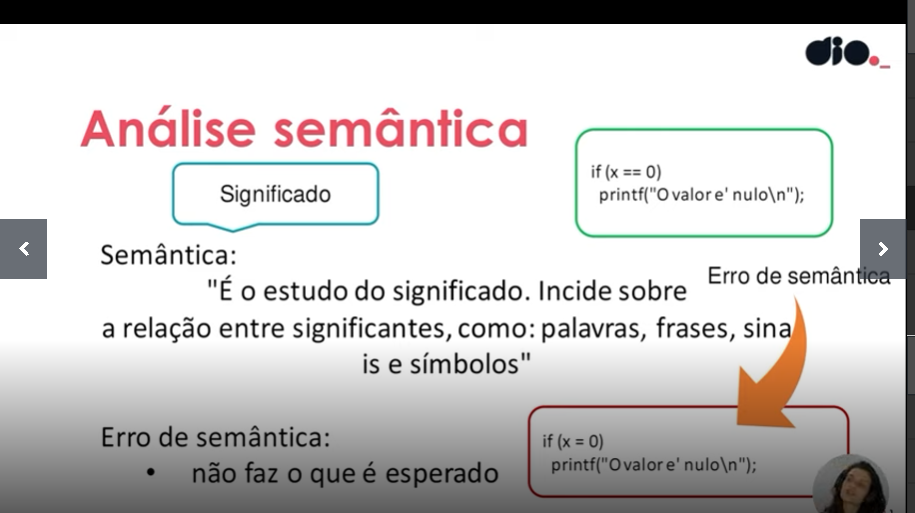 dio._
Análise semântica
Significado
if (x == 0)
printf("O valor e' nulo\n");
Semântica:
"É o estudo do significado. Incide sobre
a relação entre significantes, como: palavras, frases, sina
is e símbolos"
Erro de semântica
Erro de semântica:
• não faz o que é esperado
if (x = 0)
printf("O valor e' nulo\n");